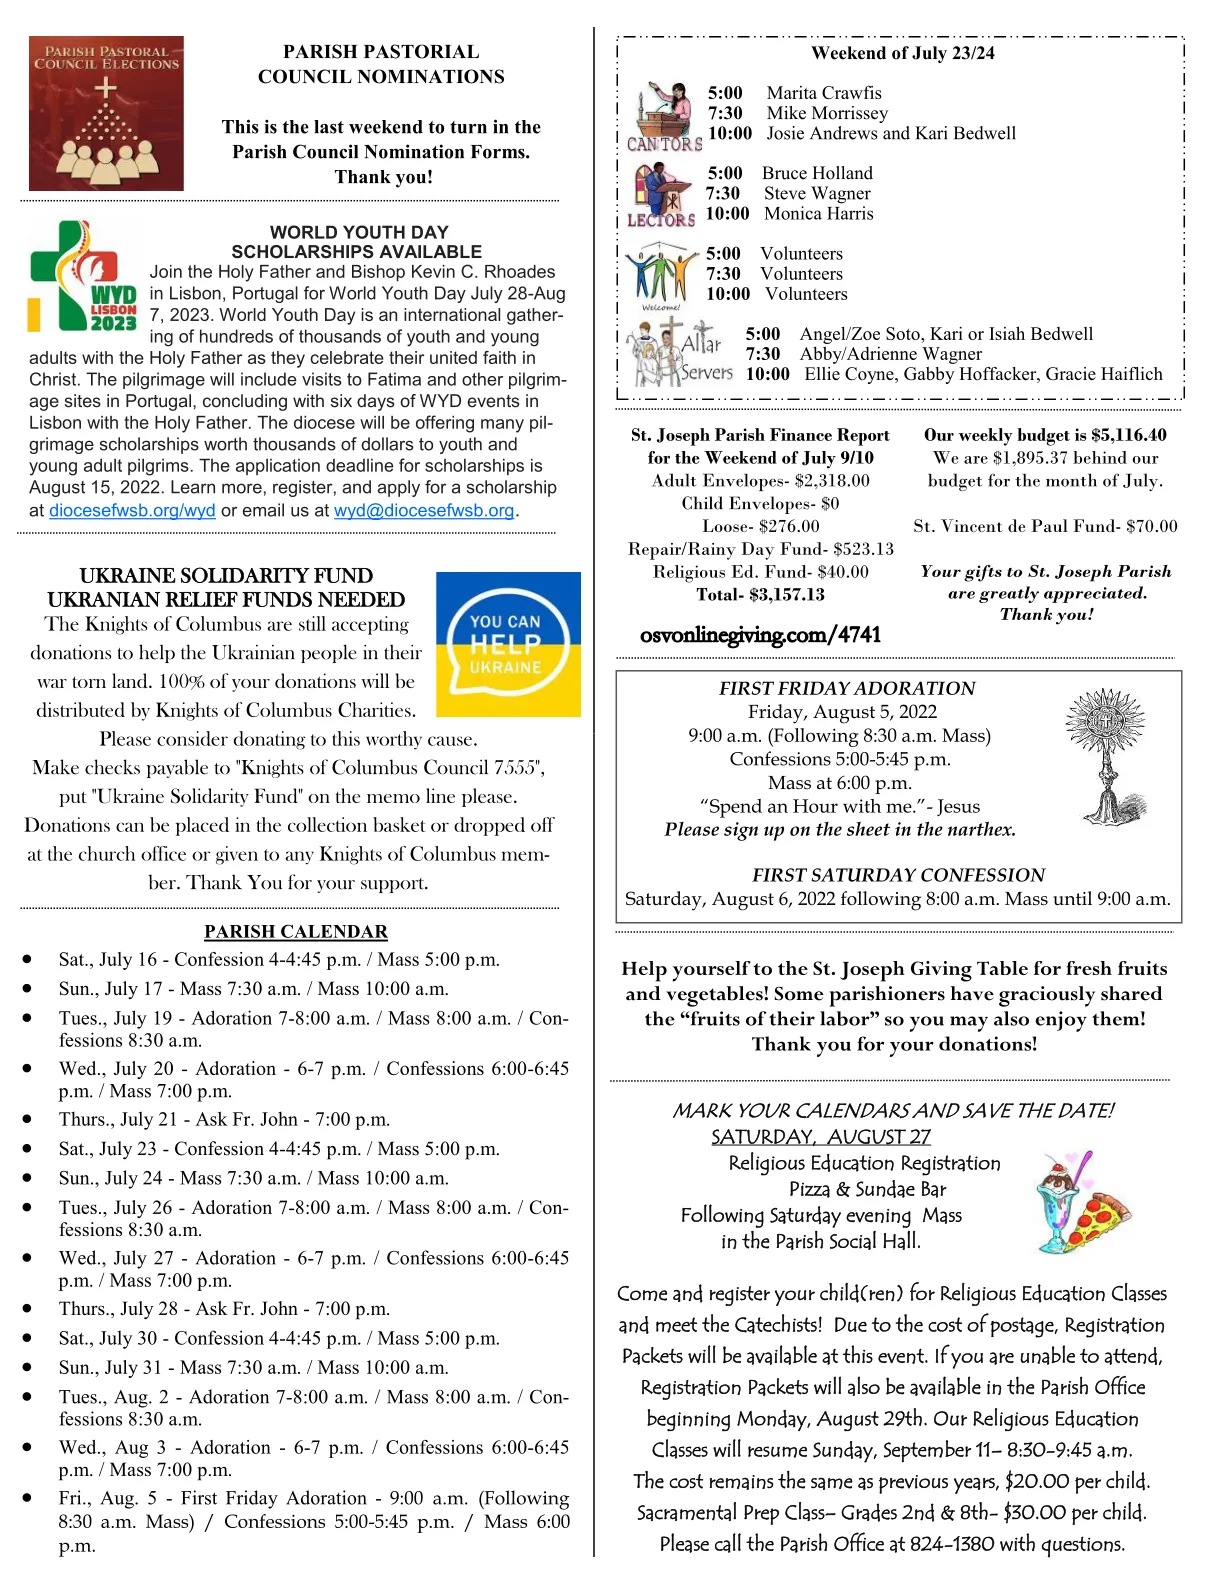 PARISH PASTORAL
COUNCIL ELECTIONS
PARISH PASTORIAL
COUNCIL NOMINATIONS
This is the last weekend to turn in the
Parish Council Nomination Forms.
Thank you!
WYD
LISBON
2023
WORLD YOUTH DAY
SCHOLARSHIPS AVAILABLE
Join the Holy Father and Bishop Kevin C. Rhoades
in Lisbon, Portugal for World Youth Day July 28-Aug
7, 2023. World Youth Day is an international gather-
ing of hundreds of thousands of youth and young
adults with the Holy Father as they celebrate their united faith in
Christ. The pilgrimage will include visits to Fatima and other pilgrim-
age sites in Portugal, concluding with six days of WYD events in
Lisbon with the Holy Father. The diocese will be offering many pil-
grimage scholarships worth thousands of dollars to youth and
young adult pilgrims. The application deadline for scholarships is
August 15, 2022. Learn more, register, and apply for a scholarship
at diocesefwsb.org/wyd or email us at wyd@diocesefwsb.org.
UKRAINE SOLIDARITY FUND
UKRANIAN RELIEF FUNDS NEEDED
The Knights of Columbus are still accepting
donations to help the Ukrainian people in their
war torn land. 100% of your donations will be
distributed by Knights of Columbus Charities.
Please consider donating to this worthy cause.
Make checks payable to "Knights of Columbus Council 7555",
put "Ukraine Solidarity Fund" on the memo line please.
Donations can be placed in the collection basket or dropped off
at the church office or given to any Knights of Columbus mem-
ber. Thank You for your support.
YOU CAN
HELP
UKRAINE
PARISH CALENDAR
• Sat., July 16 - Confession 4-4:45 p.m. / Mass 5:00 p.m.
• Sun., July 17 - Mass 7:30 a.m. / Mass 10:00 a.m.
• Tues., July 19 - Adoration 7-8:00 a.m. / Mass 8:00 a.m. / Con-
fessions 8:30 a.m.
• Wed., July 20 - Adoration - 6-7 p.m. / Confessions 6:00-6:45
p.m. / Mass 7:00 p.m.
• Thurs., July 21 - Ask Fr. John - 7:00 p.m.
• Sat., July 23 - Confession 4-4:45 p.m. / Mass 5:00 p.m.
• Sun., July 24 - Mass 7:30 a.m. / Mass 10:00 a.m.
• Tues., July 26 - Adoration 7-8:00 a.m. / Mass 8:00 a.m. / Con-
fessions 8:30 a.m.
• Wed., July 27 - Adoration - 6-7 p.m. / Confessions 6:00-6:45
p.m. / Mass 7:00 p.m.
• Thurs., July 28 - Ask Fr. John - 7:00 p.m.
• Sat., July 30 - Confession 4-4:45 p.m. / Mass 5:00 p.m.
• Sun., July 31 - Mass 7:30 a.m. / Mass 10:00 a.m.
• Tues., Aug. 2 - Adoration 7-8:00 a.m. / Mass 8:00 a.m. / Con-
fessions 8:30 a.m.
• Wed., Aug 3 - Adoration - 6-7 p.m. / Confessions 6:00-6:45
p.m. / Mass 7:00 p.m.
• Fri., Aug. 5 - First Friday Adoration - 9:00 a.m. (Following
8:30 a.m. Mass) / Confessions 5:00-5:45 p.m. / Mass 6:00
p.m.
Weekend of July 23/24
CANTORS
5:00 Marita Crawfis
7:30 Mike Morrissey
10:00 Josie Andrews and Kari Bedwell
LECTORS
5:00 Bruce Holland
7:30 Steve Wagner
10:00 Monica Harris
Welcome!
5:00 Volunteers
7:30 Volunteers
10:00 Volunteers
Altar
Servers
5:00 Angel/Zoe Soto, Kari or Isiah Bedwell
7:30 Abby/Adrienne Wagner
10:00 Ellie Coyne, Gabby Hoffacker, Gracie Haiflich
St. Joseph Parish Finance Report
for the Weekend of July 9/10
Adult Envelopes- $2,318.00
Child Envelopes- $0
Loose- $276.00
Repair/Rainy Day Fund- $523.13
Religious Ed. Fund- $40.00
Total- $3,157.13
osvonlinegiving.com/4741
Our weekly budget is $5,116.40
We are $1,895.37 behind our
budget for the month of July.
St. Vincent de Paul Fund- $70.00
Your gifts to St. Joseph Parish
are greatly appreciated.
Thank you!
FIRST FRIDAY ADORATION
Friday, August 5, 2022
9:00 a.m. (Following 8:30 a.m. Mass)
Confessions 5:00-5:45 p.m.
Mass at 6:00 p.m.
“Spend an Hour with me.”- Jesus
Please sign up on the sheet in the narthex.
FIRST SATURDAY CONFESSION
Saturday, August 6, 2022 following 8:00 a.m. Mass until 9:00 a.m.
Help yourself to the St. Joseph Giving Table for fresh fruits
and vegetables! Some parishioners have graciously shared
the “fruits of their labor” so you may also enjoy them!
Thank you for your donations!
MARK YOUR CALENDARS AND SAVE THE DATE!
SATURDAY, AUGUST 27
Religious Education Registration
Pizza & Sundae Bar
Following Saturday evening Mass
in the Parish Social Hall.
Come and register your child(ren) for Religious Education Classes
and meet the Catechists! Due to the cost of postage, Registration
Packets will be available at this event. If you are unable to attend,
Registration Packets will also be available in the Parish Office
beginning Monday, August 29th. Our Religious Education
Classes will resume Sunday, September 11– 8:30-9:45 a.m.
The cost remains the same as previous years, $20.00 per child.
Sacramental Prep Class– Grades 2nd & 8th- $30.00 per child.
Please call the Parish Office at 824-1380 with questions.